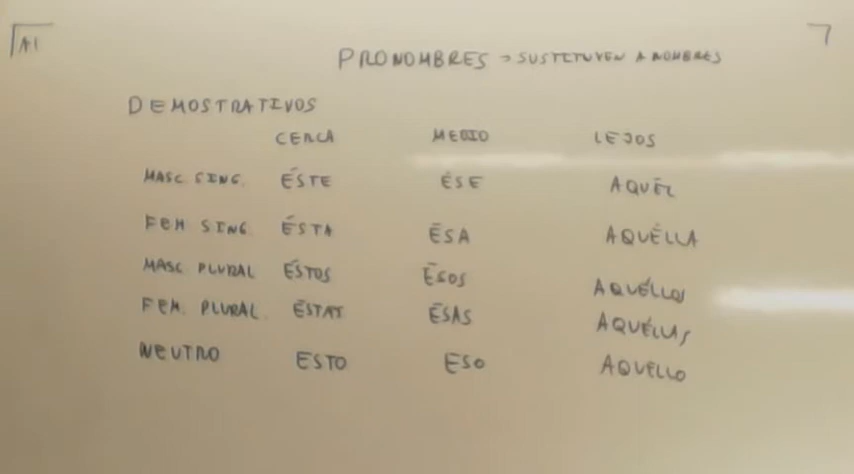 A1
PRONOMBRES → SUSTITUYEN A NOMBRES
DEMOSTRATIVOS
CERCA MEDIO LEJOS
MASC SING. ÉSTE ÉSE AQUÉL
FEM SING. ÉSTA ÉSA AQUÉLLA
MASC PLURAL ÉSTOS ÉSOS AQUÉLLOS
FEM. PLURAL. ÉSTAS ÉSAS AQUÉLLAS
NEUTRO ESTO ESO AQUELLO